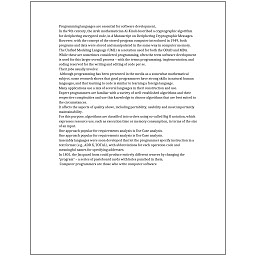 Programming languages are essential for software development.
In the 9th century, the Arab mathematician Al-Kindi described a cryptographic algorithm
for deciphering encrypted code, in A Manuscript on Deciphering Cryptographic Messages.
However, with the concept of the stored-program computer introduced in 1949, both
programs and data were stored and manipulated in the same way in computer memory.
The Unified Modeling Language (UML) is a notation used for both the OOAD and MDA.
While these are sometimes considered programming, often the term software development
is used for this larger overall process – with the terms programming, implementation, and
coding reserved for the writing and editing of code per se.
Their jobs usually involve:
Although programming has been presented in the media as a somewhat mathematical
subject, some research shows that good programmers have strong skills in natural human
languages, and that learning to code is similar to learning a foreign language.
Many applications use a mix of several languages in their construction and use.
Expert programmers are familiar with a variety of well-established algorithms and their
respective complexities and use this knowledge to choose algorithms that are best suited to
the circumstances.
It affects the aspects of quality above, including portability, usability and most importantly
maintainability.
For this purpose, algorithms are classified into orders using so-called Big O notation, which
expresses resource use, such as execution time or memory consumption, in terms of the size
of an input.
One approach popular for requirements analysis is Use Case analysis.
One approach popular for requirements analysis is Use Case analysis.
Assembly languages were soon developed that let the programmer specify instruction in a
text format (e.g., ADD X, TOTAL), with abbreviations for each operation code and
meaningful names for specifying addresses.
In 1801, the Jacquard loom could produce entirely different weaves by changing the
"program" – a series of pasteboard cards with holes punched in them.
Computer programmers are those who write computer software.